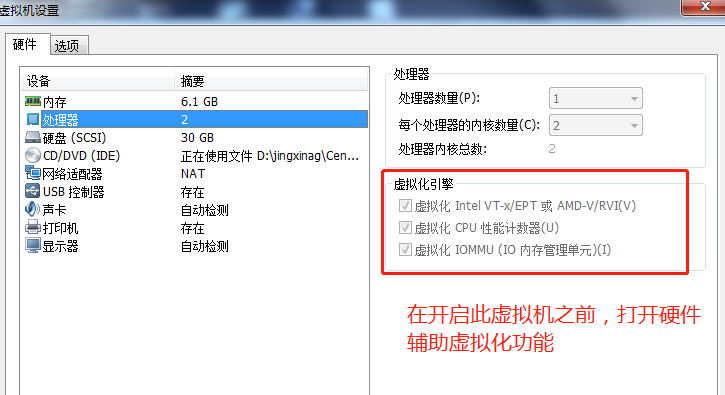 虚拟机设置
硬件 选项
设备 摘要
内存 6.1 GB
处理器 2
硬盘 (SCSI) 30 GB
CD/DVD (IDE) 正在使用文件 D:\jingxinag\Cen...
网络适配器 NAT
USB 控制器 存在
声卡 自动检测
打印机 存在
显示器 自动检测
处理器
处理器数量(P): 1
每个处理器的内核数量(C): 2
处理器内核总数: 2
虚拟化引擎
虚拟化 Intel VT-x/EPT 或 AMD-V/RVI(V)
虚拟化 CPU 性能计数器(U)
虚拟化 IOMMU (IO 内存管理单元)(I)
在开启此虚拟机之前，打开硬件
辅助虚拟化功能